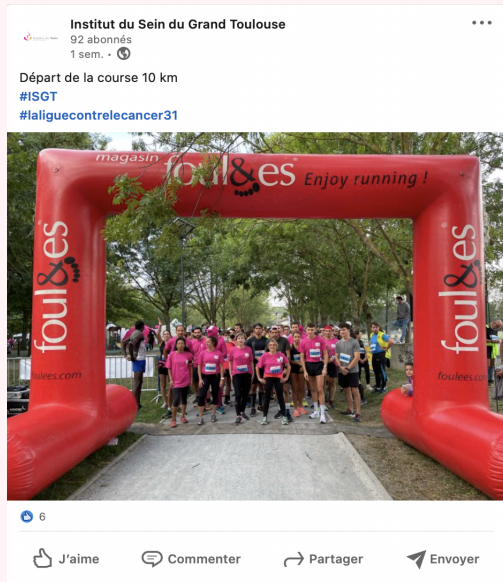 Institut du Sein du Grand Toulouse
92 abonnés
1 sem. •
Départ de la course 10 km
#ISGT
#laliguecontrelecancer31
magasin foul&es Enjoy running !
foul&es
foul&es
foulees.com
foulees.com
6
J'aime
Commenter
Partager
Envoyer